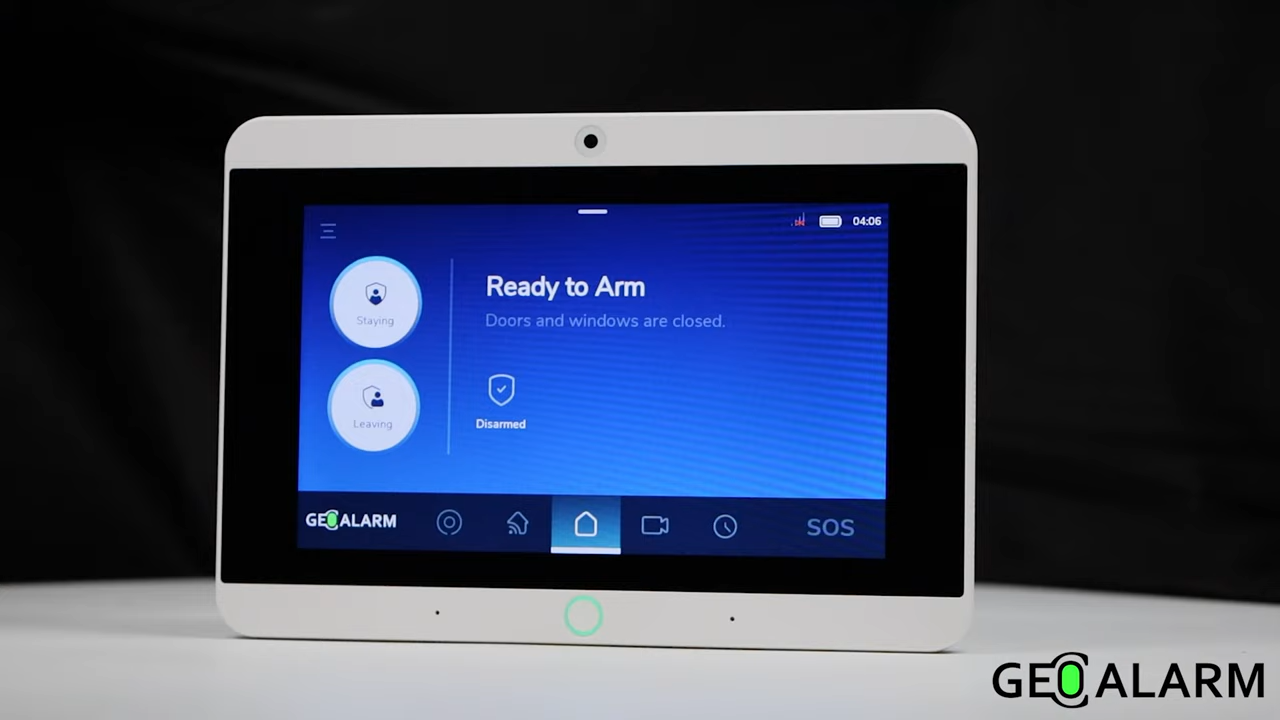 04:06
Staying
Ready to Arm
Doors and windows are closed.
Leaving
Disarmed
GEOALARM
SOS
GEOALARM